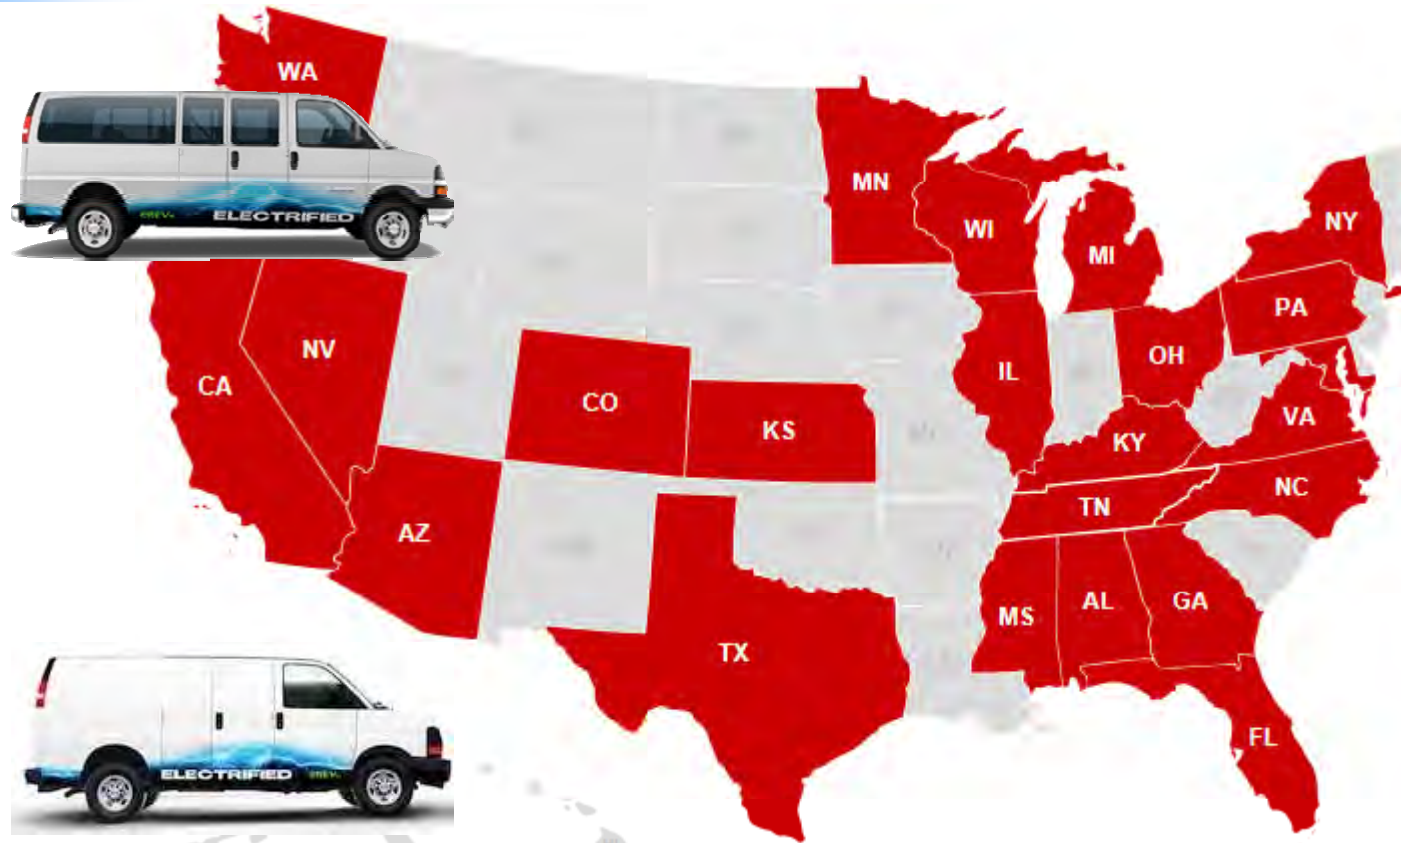 WA
MN
WI
MI
NY
ELECTRIFIED
PA
NV
OH
IL
CA
CO
KS
VA
KY
NC
TN
AZ
MS
AL
GA
TX
FL
ELECTRIFIED